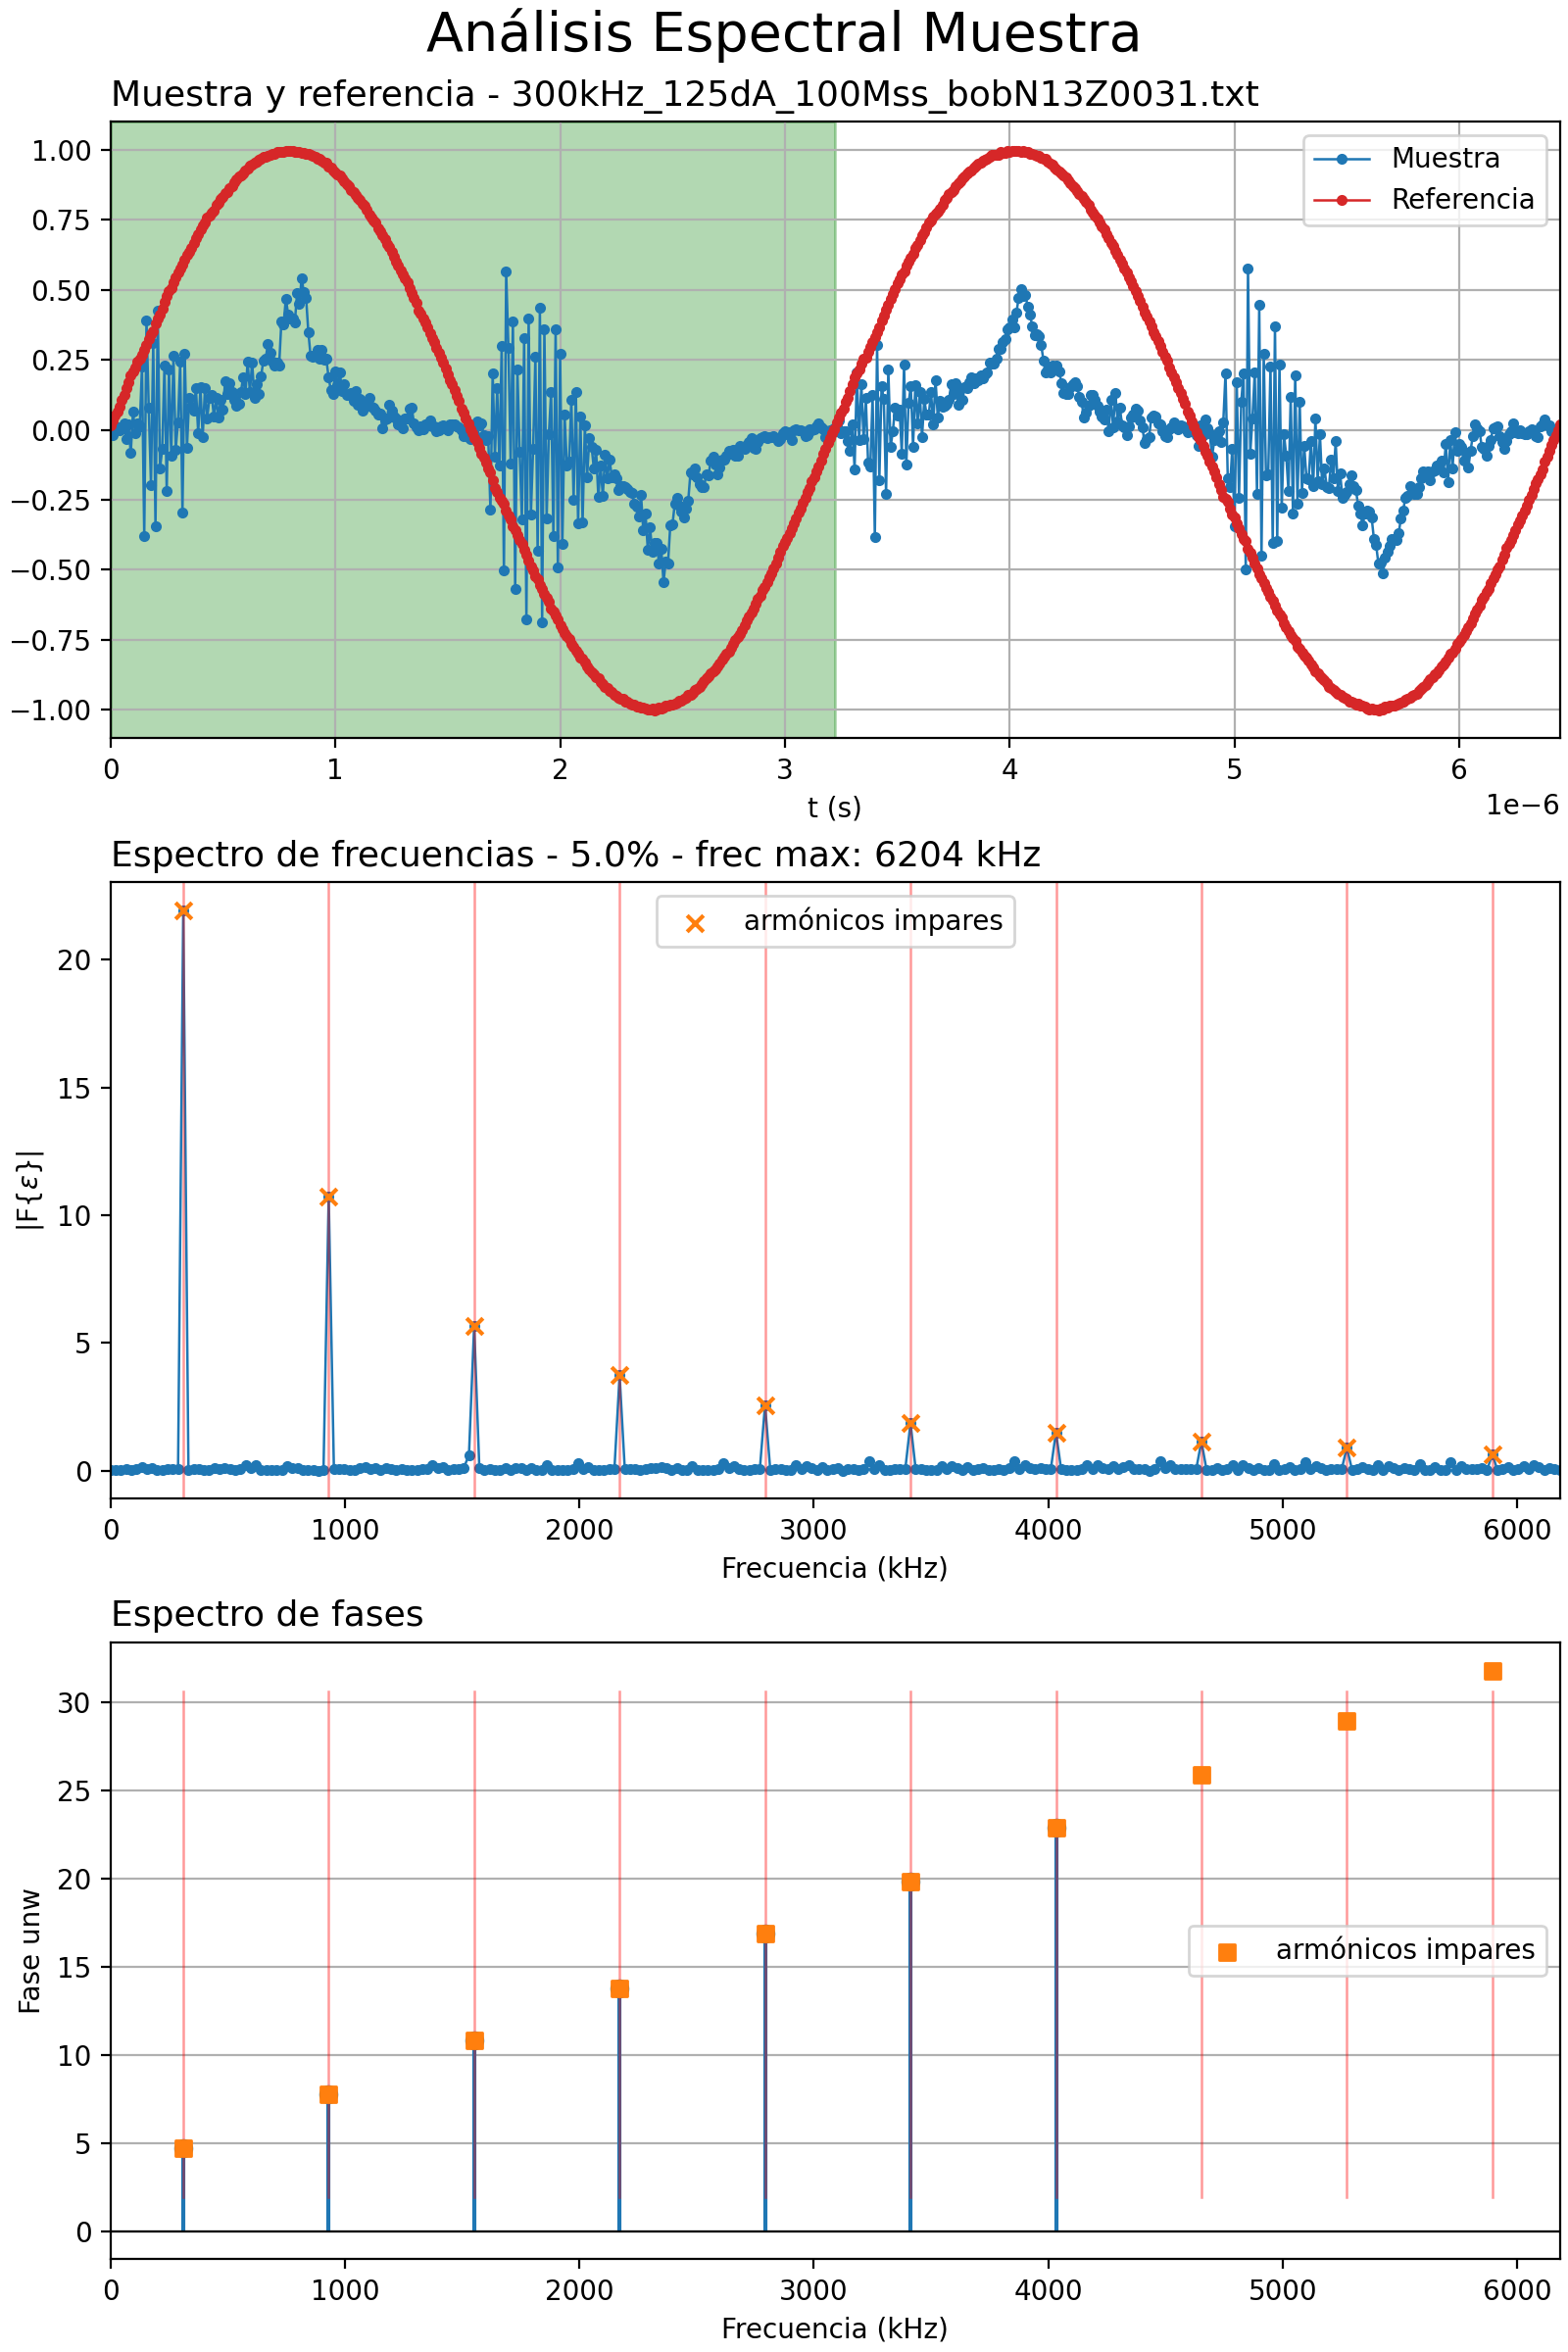 Análisis Espectral Muestra
Muestra y referencia - 300kHz_125dA_100Mss_bobN13Z0031.txt
1.00
0.75
0.50
0.25
0.00
−0.25
−0.50
−0.75
−1.00
Muestra
Referencia
0 1 2 3 4 5 6
t (s)
1e−6
Espectro de frecuencias - 5.0% - frec max: 6204 kHz
armónicos impares
20
15
10
5
0
|F{ε}|
0 1000 2000 3000 4000 5000 6000
Frecuencia (kHz)
Espectro de fases
30
25
20
15
10
5
0
Fase unw
armónicos impares
0 1000 2000 3000 4000 5000 6000
Frecuencia (kHz)